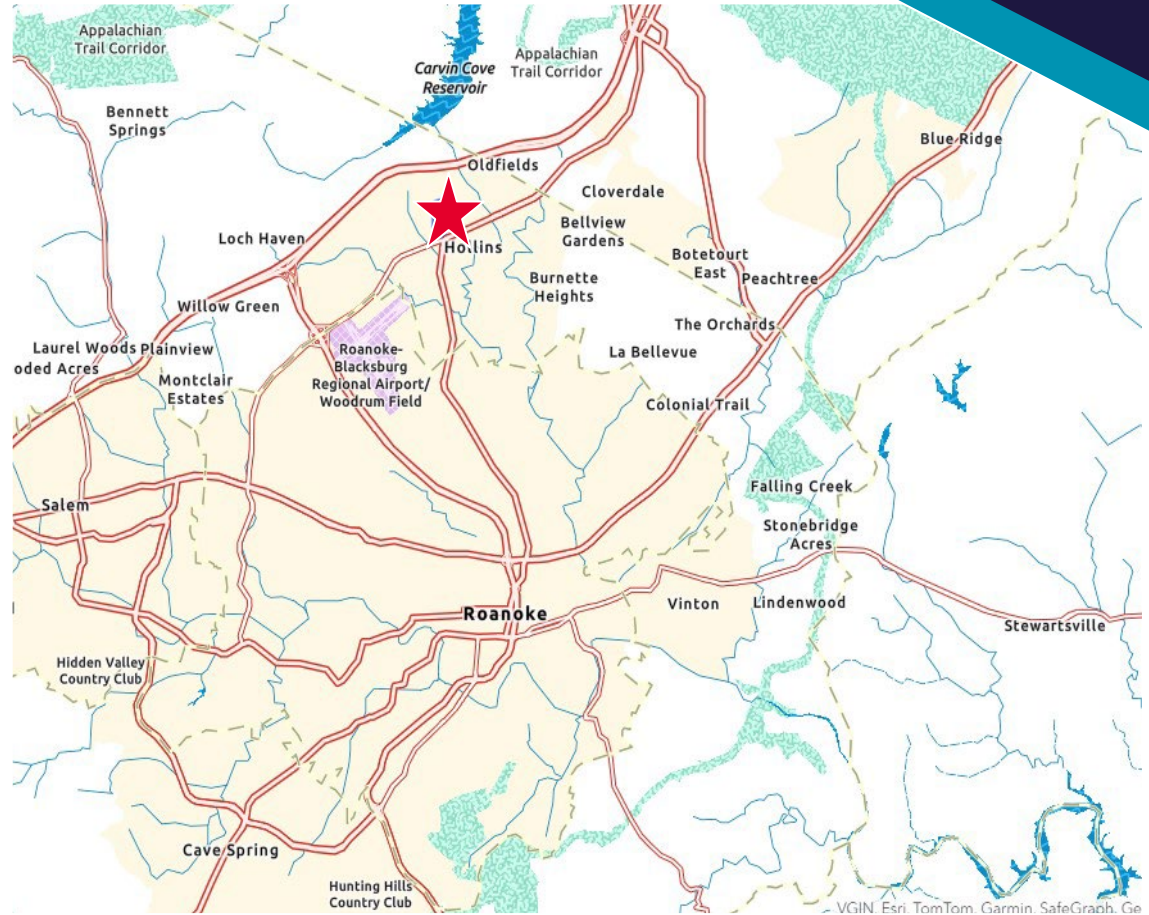 Appalachian
Trail Corridor
Carvin Cove
Reservoir
Appalachian
Trail Corridor
Bennett
Springs
Blue Ridge
Oldfields
Cloverdale
Bellview
Gardens
Loch Haven
Hollins
Botetourt
East
Peachtree
Burnette
Heights
Willow Green
The Orchards
Laurel Woods
oded Acres
Plainview
Roanoke-
Blacksburg
Regional Airport/
Woodrum Field
La Bellevue
Montclair
Estates
Colonial Trail
Falling Creek
Salem
Stonebridge
Acres
Roanoke
Vinton
Lindenwood
Stewartsville
Hidden Valley
Country Club
Cave Spring
Hunting Hills
Country Club
VGIN, Esri, TomTom, Garmin, SafeGraph, Ge